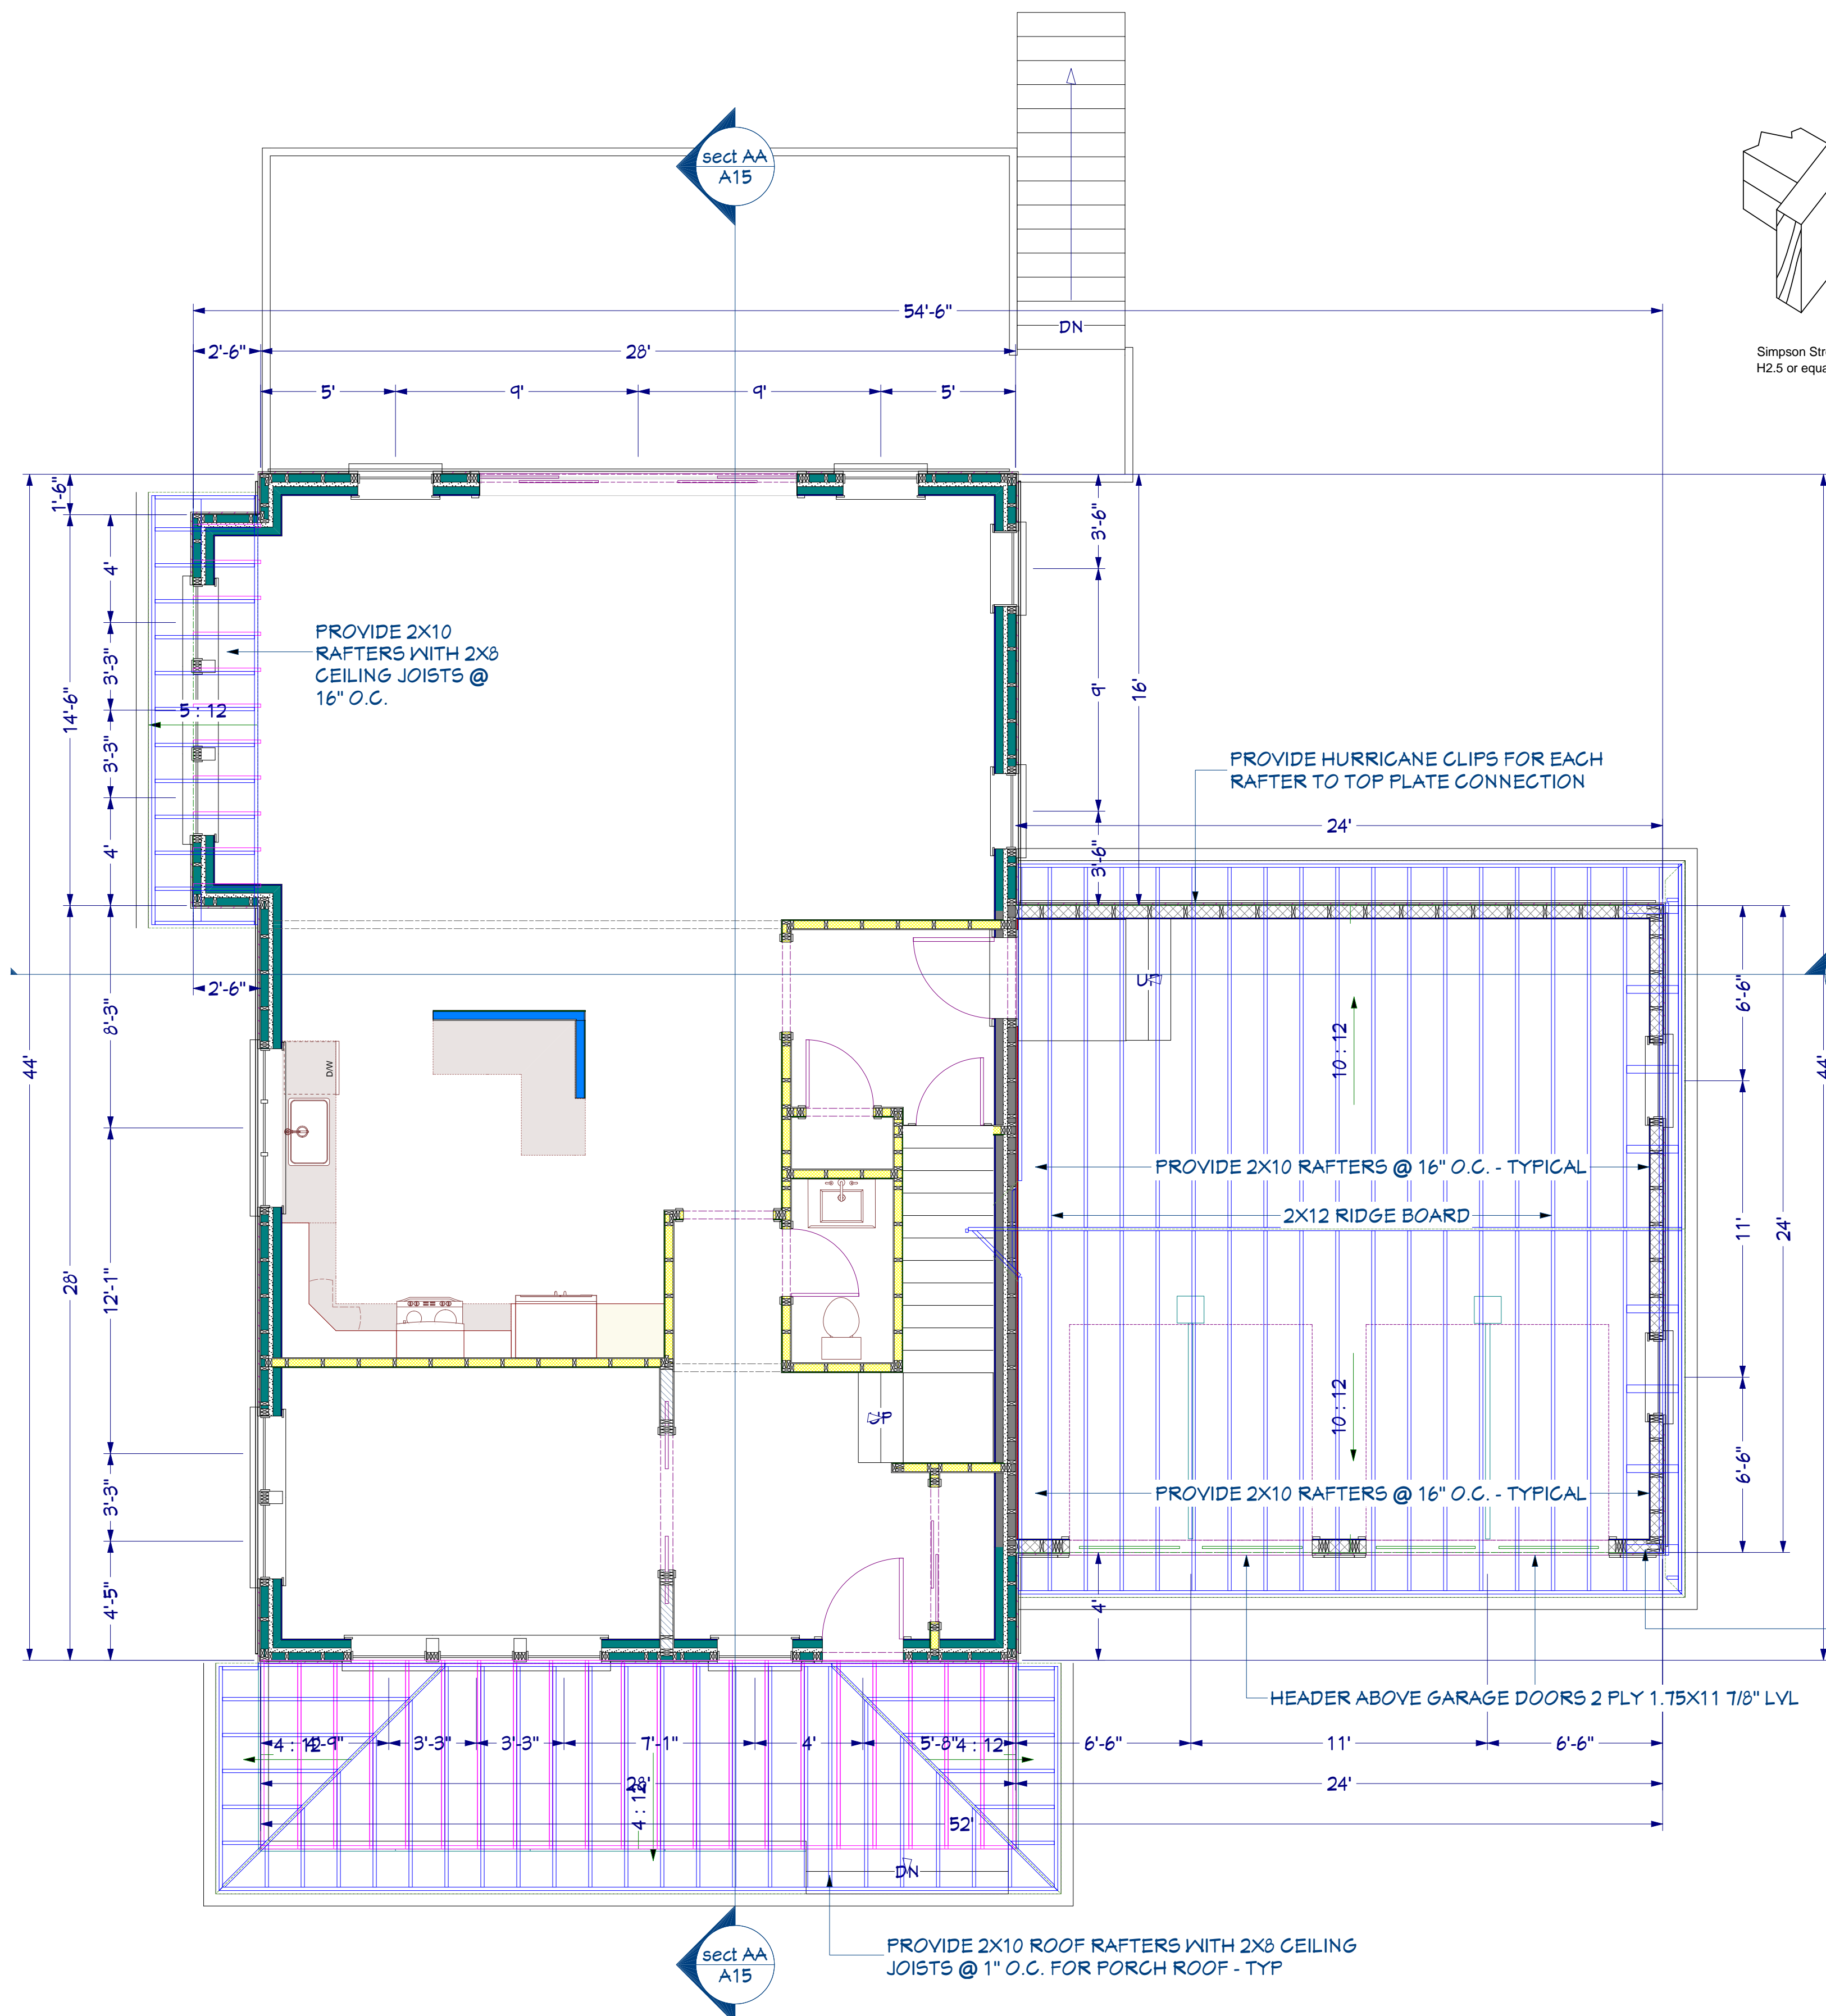 sect AA
A15
54'-6"
DN
2'-6"
28'
5'
9'
9'
5'
Simpson Str
H2.5 or equa
1'-6"
14'-6"
4'
3'-3"
3'-3"
4'
PROVIDE 2X10
RAFTERS WITH 2X8
CEILING JOISTS @
16" O.C.
5 : 12
3'-6"
9'
16'
3'-6"
PROVIDE HURRICANE CLIPS FOR EACH
RAFTER TO TOP PLATE CONNECTION
24'
2'-6"
8'-3"
44'
28'
12'-1"
3'-3"
4'-5"
D/W
UP
10 : 12
6'-6"
11'
24'
6'-6"
44'
PROVIDE 2X10 RAFTERS @ 16" O.C. - TYPICAL
2X12 RIDGE BOARD
10 : 12
UP
PROVIDE 2X10 RAFTERS @ 16" O.C. - TYPICAL
4'
HEADER ABOVE GARAGE DOORS 2 PLY 1.75X11 7/8" LVL
4 : 12
4'-9"
3'-3"
3'-3"
7'-1"
4'
5'-8"
4 : 12
6'-6"
11'
6'-6"
28'
4 : 12
24'
52'
DN
PROVIDE 2X10 ROOF RAFTERS WITH 2X8 CEILING
JOISTS @ 1" O.C. FOR PORCH ROOF - TYP
sect AA
A15